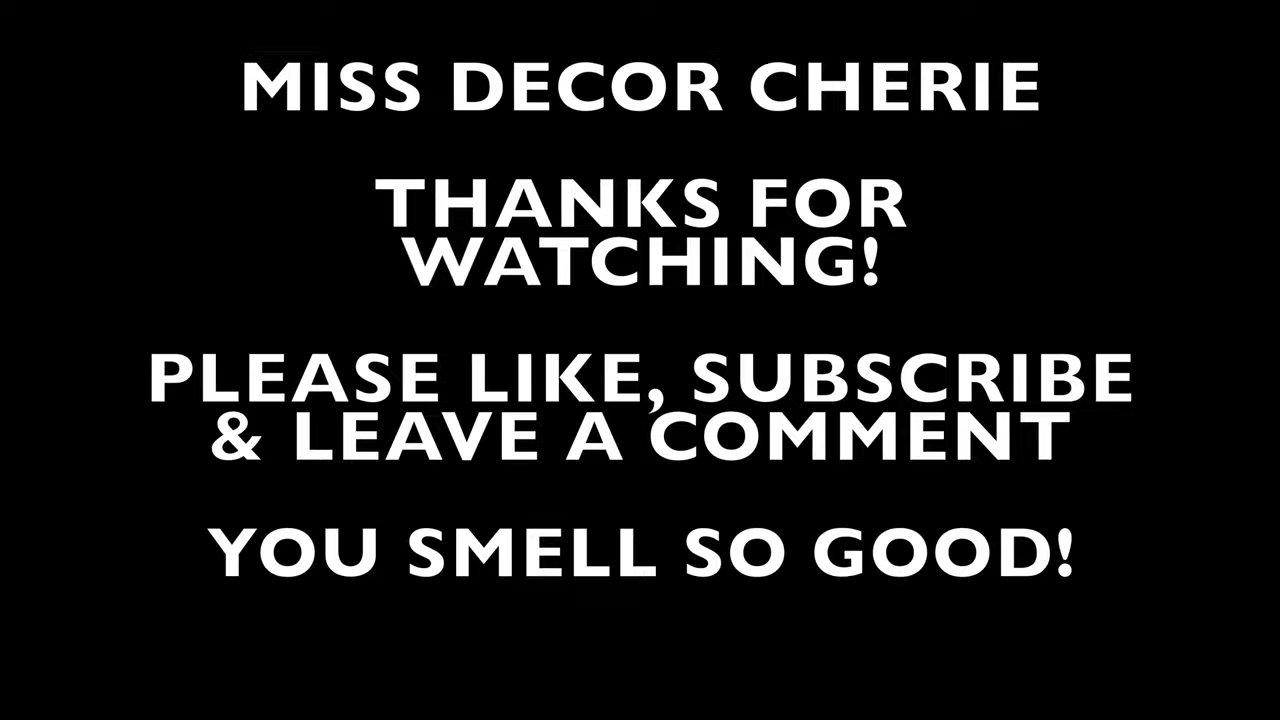 MISS DECOR CHERIE
THANKS FOR
WATCHING!
PLEASE LIKE, SUBSCRIBE
& LEAVE A COMMENT
YOU SMELL SO GOOD!